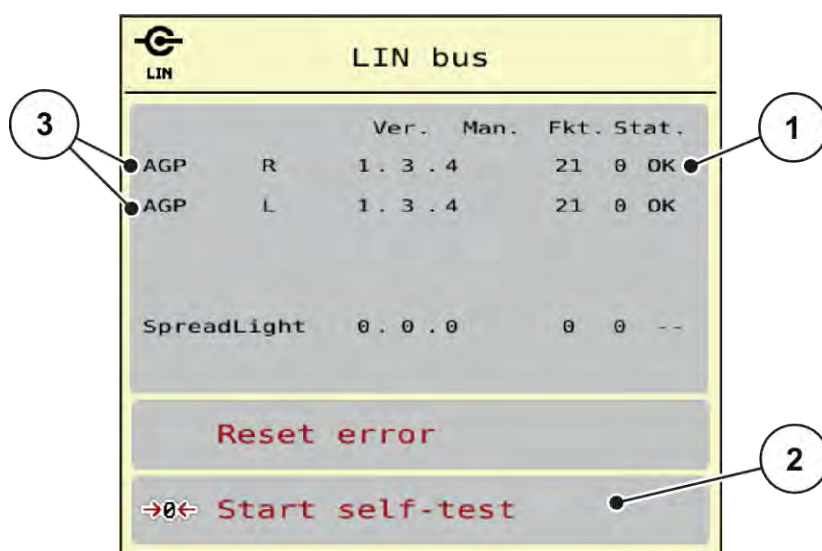 LIN
LIN bus
Ver. Man. Fkt. Stat.
AGP R 1.3.4 21 0 OK
AGP L 1.3.4 21 0 OK
SpreadLight 0.0.0 0 0 --
Reset error
→0← Start self-test
3
1
2